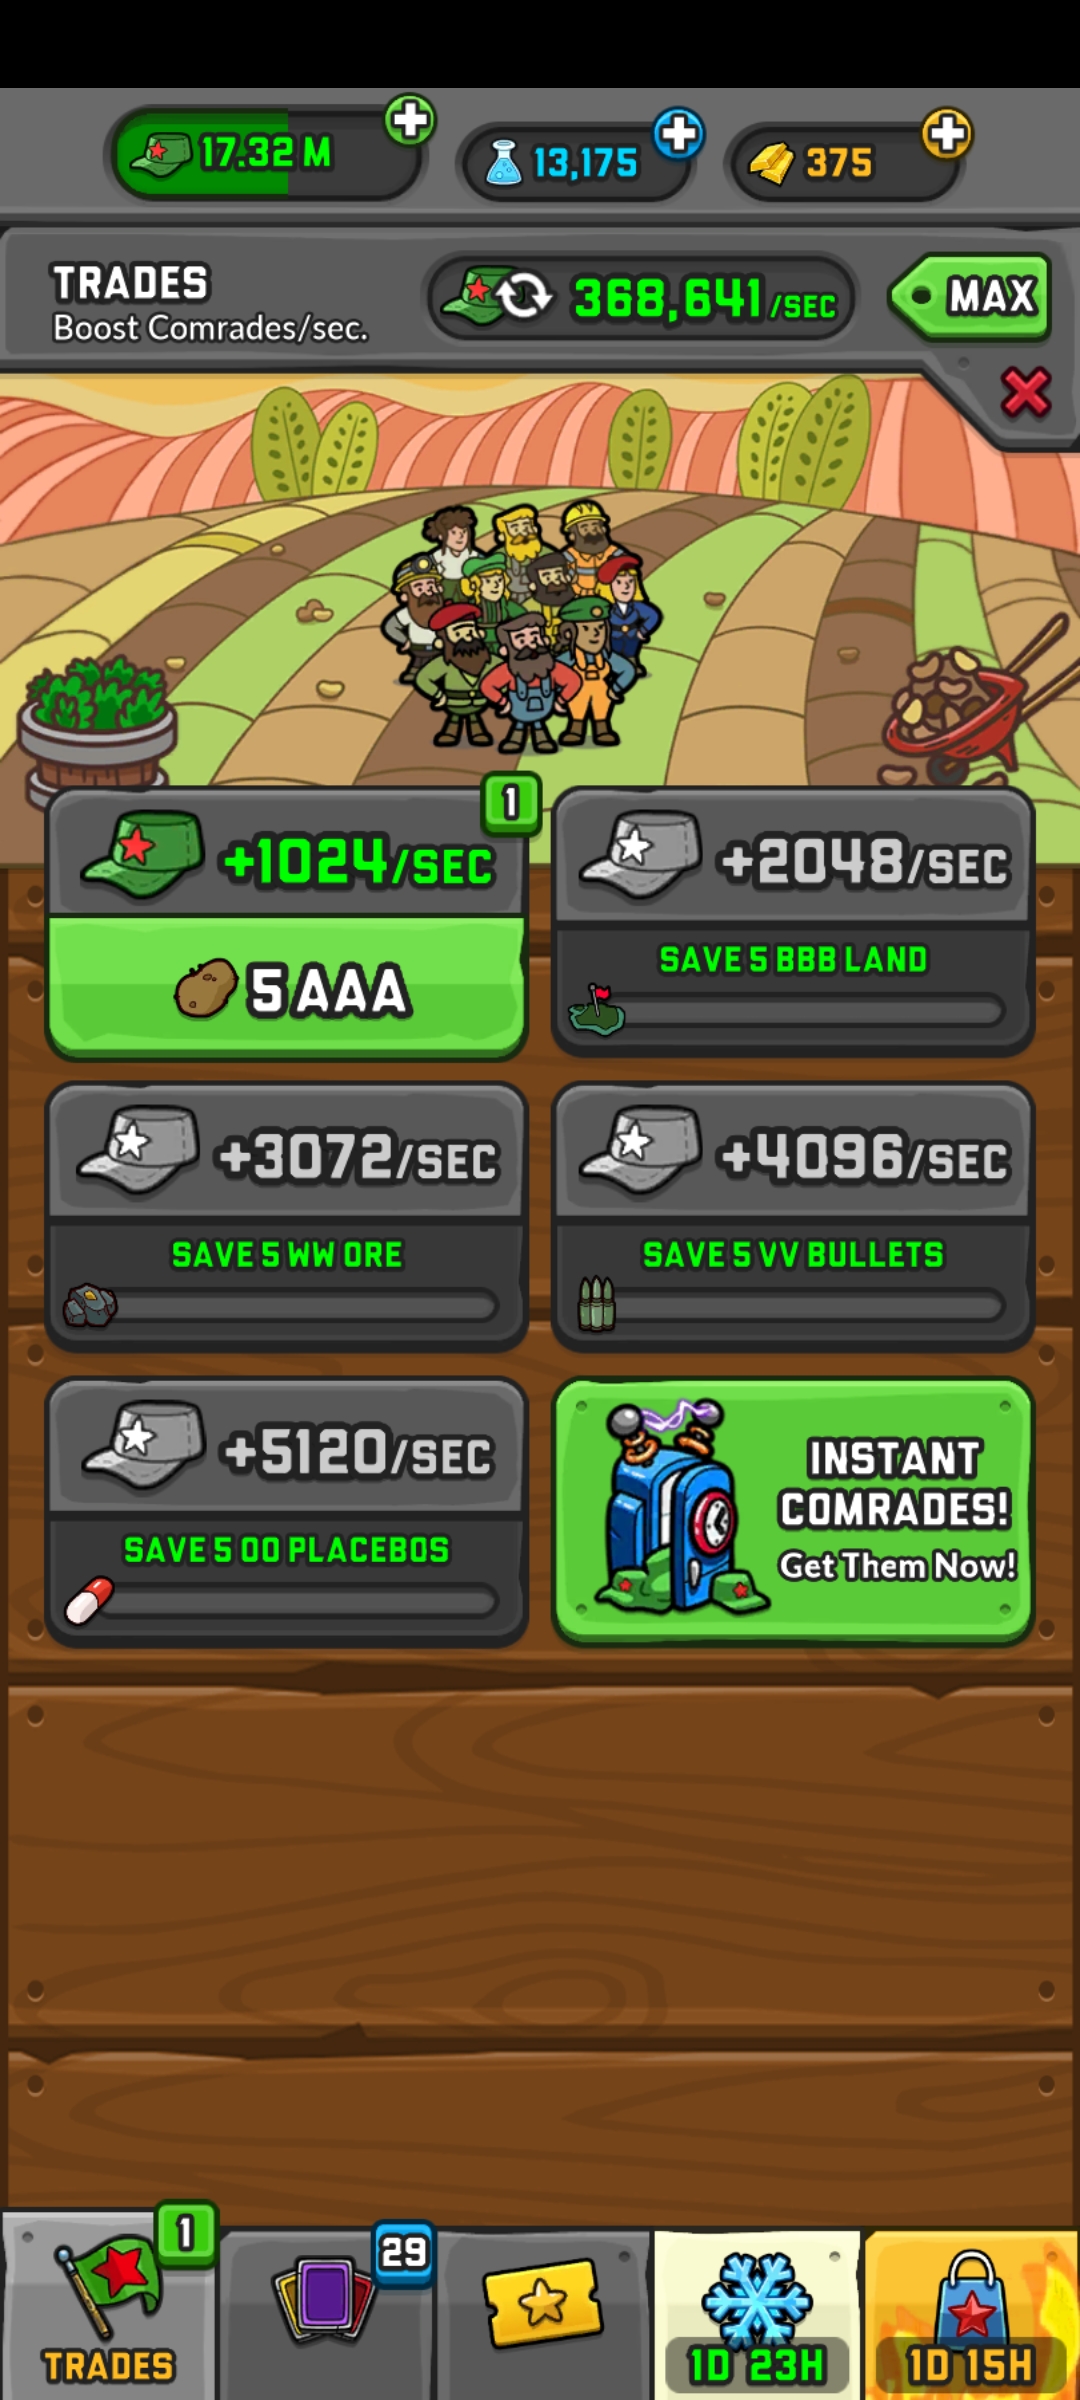 17.32 M
13,175
375
TRADES
Boost Comrades/sec.
368,641 /SEC
MAX
1
+1024/SEC
5 AAA
+2048/SEC
SAVE 5 BBB LAND
+3072/SEC
SAVE 5 WW ORE
+4096/SEC
SAVE 5 VV BULLETS
+5120/SEC
SAVE 5 OO PLACEBOS
INSTANT
COMRADES!
Get Them Now!
1
TRADES
29
1D 23H
1D 15H